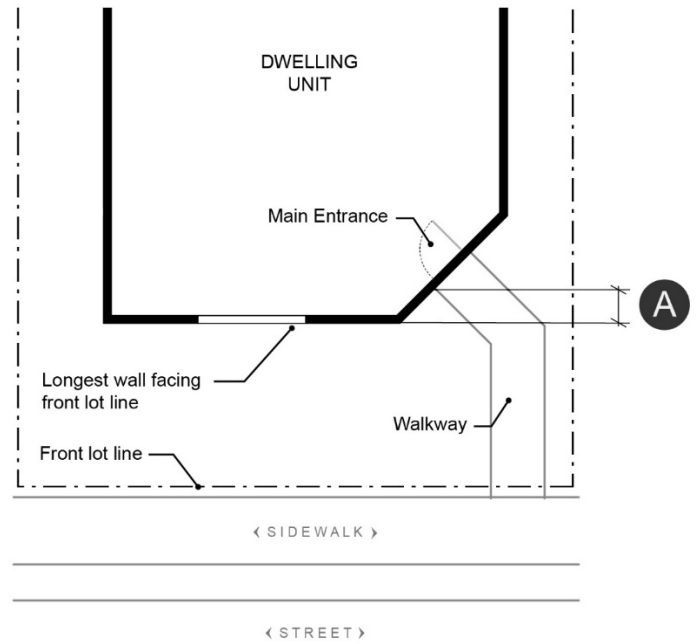 DWELLING
UNIT
Main Entrance
A
Longest wall facing
front lot line
Walkway
Front lot line
SIDEWALK
STREET